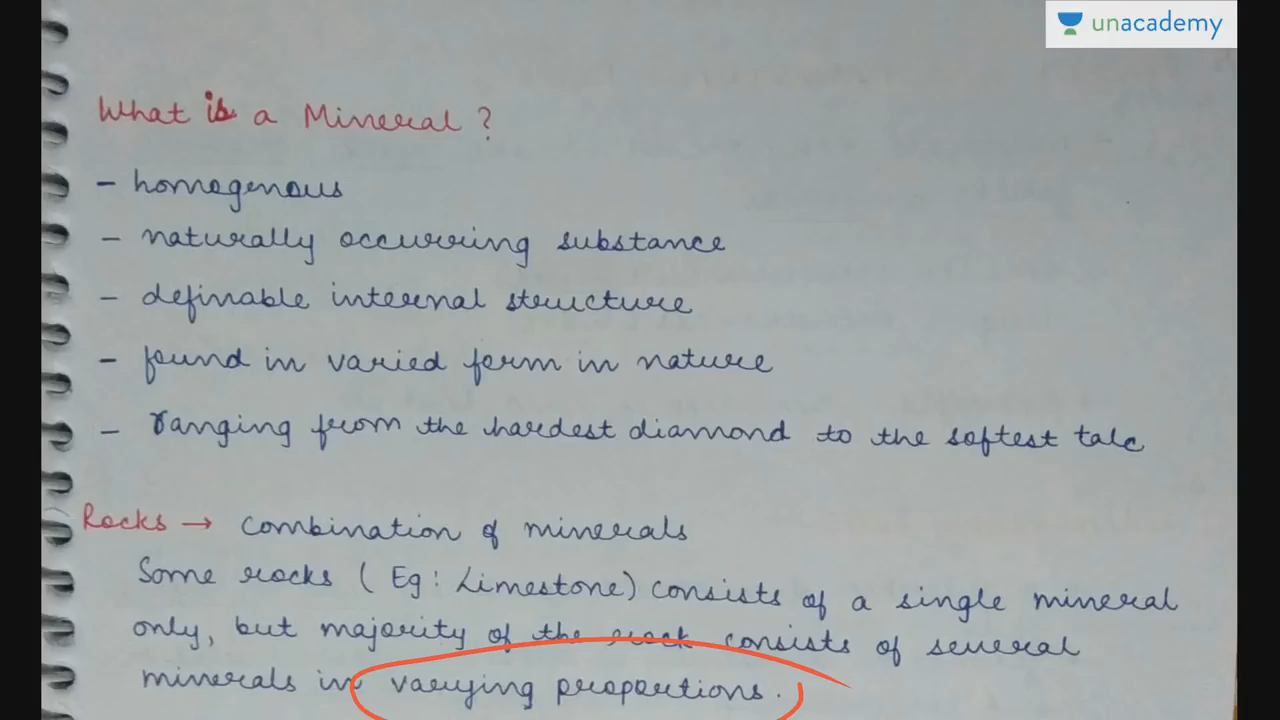 unacademy
What is a Mineral ?
- homogenous
- naturally occurring substance
- definable internal structure
- found in varied form in nature
- ranging from the hardest diamond to the softest talc
Rocks → Combination of minerals
Some rocks ( Eg : Limestone) consists of a single mineral
only, but majority of the rock consists of several
minerals in varying proportions.